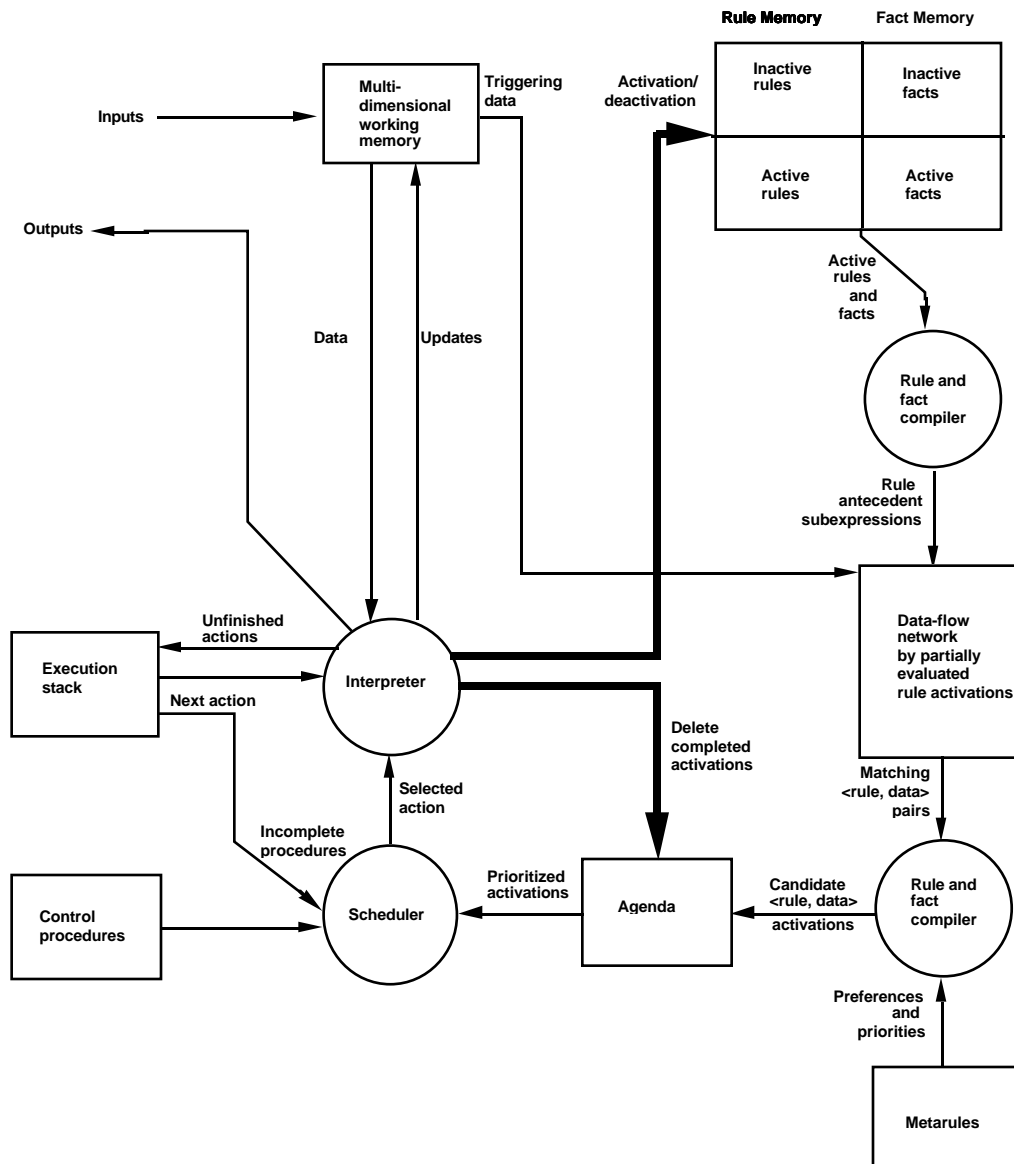 Rule Memory
Fact Memory
Multi-
dimensional
working
memory
Triggering
data
Activation/
deactivation
Inactive
rules
Inactive
facts
Inputs
Active
rules
Active
facts
Outputs
Active
rules
and
facts
Data
Updates
Rule and
fact
compiler
Rule
antecedent
subexpressions
Unfinished
actions
Execution
stack
Interpreter
Data-flow
network
by partially
evaluated
rule activations
Next action
Delete
completed
activations
Selected
action
Matching
<rule, data>
pairs
Incomplete
procedures
Prioritized
activations
Candidate
<rule, data>
activations
Rule and
fact
compiler
Control
procedures
Scheduler
Agenda
Preferences
and
priorities
Metarules